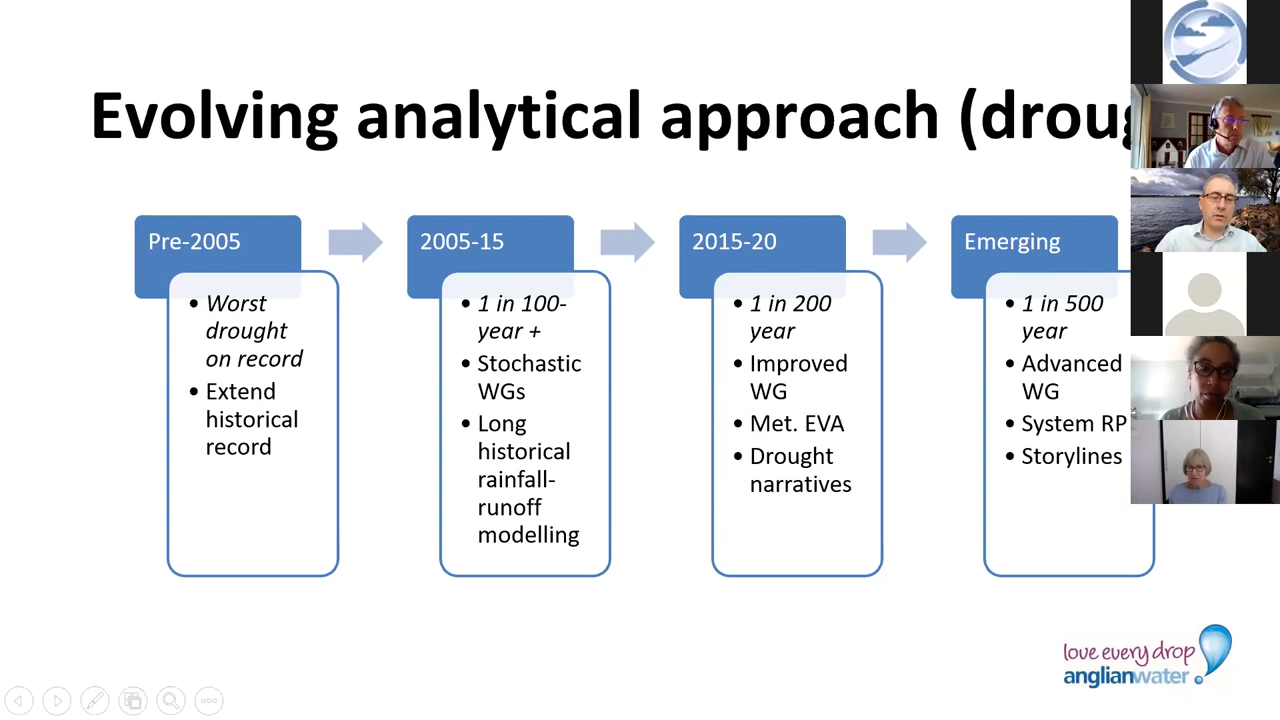 Evolving analytical approach (droug
Pre-2005
• Worst
drought
on record
• Extend
historical
record
2005-15
• 1 in 100-
year +
• Stochastic
WGs
• Long
historical
rainfall-
runoff
modelling
2015-20
• 1 in 200
year
• Improved
WG
• Met. EVA
• Drought
narratives
Emerging
• 1 in 500
year
• Advanced
WG
• System RP
• Storylines
love every drop
anglianwater